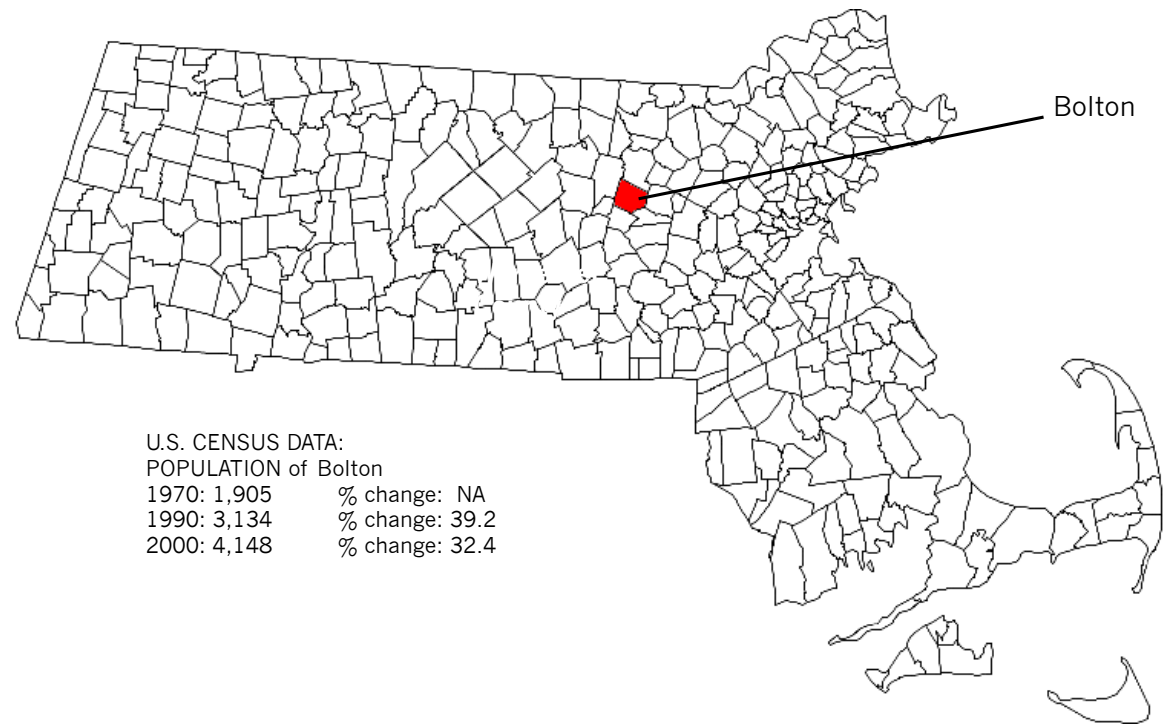 Bolton
U.S. CENSUS DATA:
POPULATION of Bolton
1970: 1,905 % change: NA
1990: 3,134 % change: 39.2
2000: 4,148 % change: 32.4